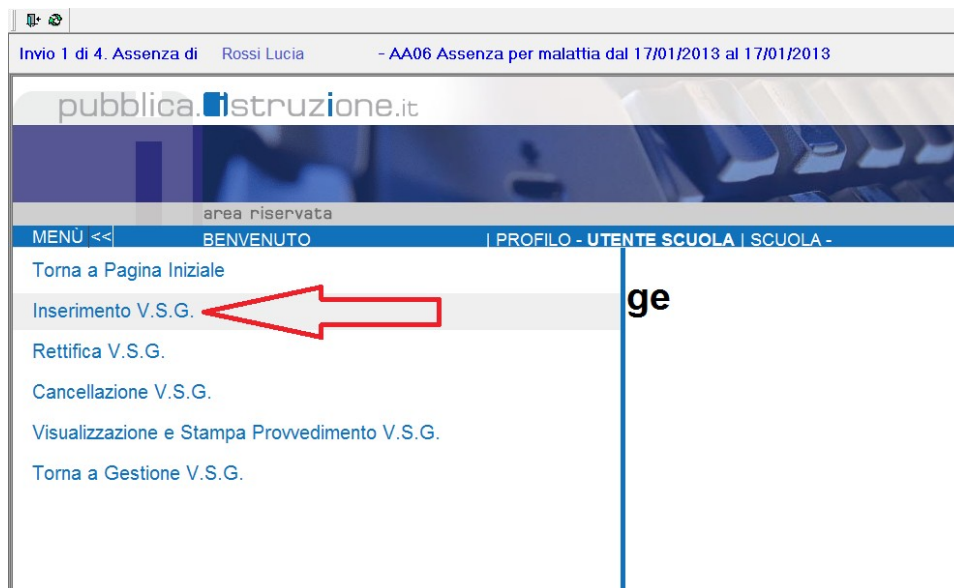 Invio 1 di 4. Assenza di Rossi Lucia - AA06 Assenza per malattia dal 17/01/2013 al 17/01/2013
pubblica.istruzione.it
area riservata
MENÙ << BENVENUTO | PROFILO - UTENTE SCUOLA | SCUOLA -
Torna a Pagina Iniziale
Inserimento V.S.G.
ge
Rettifica V.S.G.
Cancellazione V.S.G.
Visualizzazione e Stampa Provvedimento V.S.G.
Torna a Gestione V.S.G.